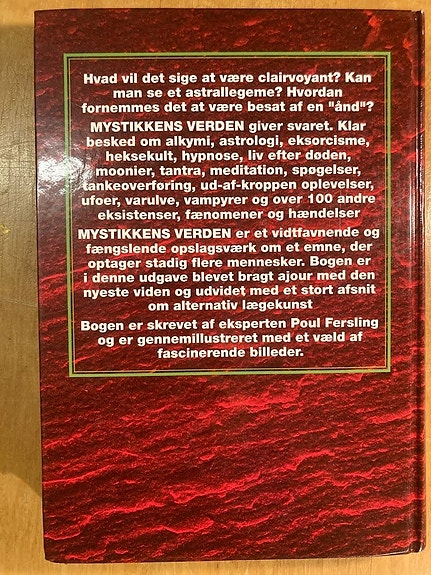 Hvad vil det sige at være clairvoyant? Kan
man se et astrallegeme? Hvordan
fornemmes det at være besat af en "ånd"?
MYSTIKKENS VERDEN giver svaret. Klar
besked om alkymi, astrologi, eksorcisme,
heksekult, hypnose, liv efter døden,
moonier, tantra, meditation, spøgelser,
tankeoverføring, ud-af-kroppen oplevelser,
ufoer, varulve, vampyrer og over 100 andre
eksistenser, fænomener og hændelser
MYSTIKKENS VERDEN er et vidtfavnende og
fængslende opslagsværk om et emne, der
optager stadig flere mennesker. Bogen er
i denne udgave blevet bragt ajour med den
nyeste viden og udvidet med et stort afsnit
om alternativ lægekunst
Bogen er skrevet af eksperten Poul Fersling
og er gennemillustreret med et væld af
fascinerende billeder.